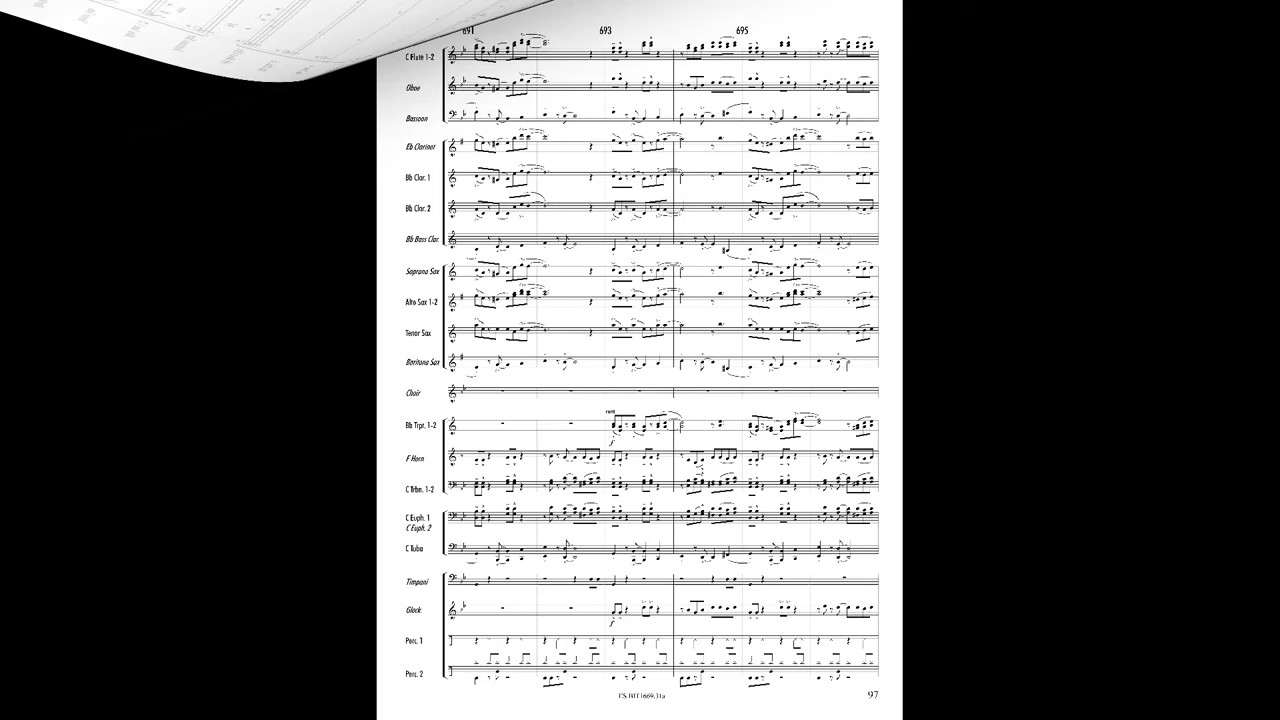 691 693 695
C Flute 1-2
Oboe
Bassoon
Eb Clarinet
Bb Clar. 1
Bb Clar. 2
Bb Bass Clar.
Soprano Sax
Alto Sax 1-2
Tenor Sax
Baritone Sax
Choir
Bb Trpt. 1-2
F Horn
C Trbn. 1-2
C Euph. 1
C Euph. 2
C Tuba
Timpani
Glock.
f
Perc. 1
Perc. 2
97